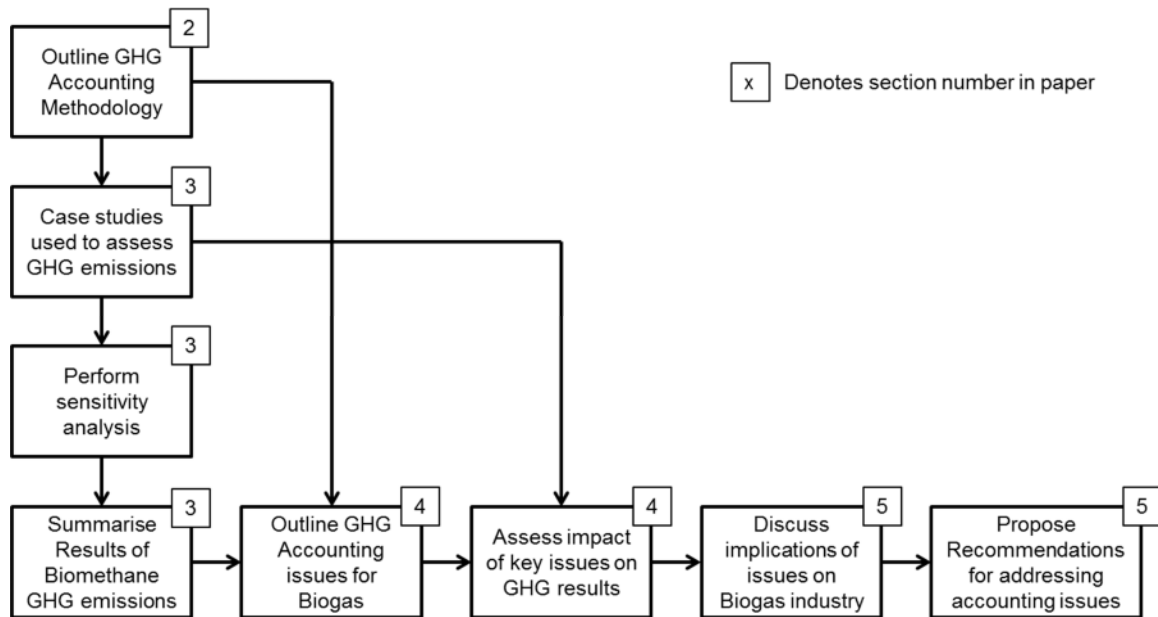 2
Outline GHG
Accounting
Methodology
x Denotes section number in paper
3
Case studies
used to assess
GHG emissions
3
Perform
sensitivity
analysis
3
Summarise
Results of
Biomethane
GHG emissions
4
Outline GHG
Accounting
issues for
Biogas
4
Assess impact
of key issues on
GHG results
5
Discuss
implications of
issues on
Biogas industry
5
Propose
Recommendations
for addressing
accounting issues